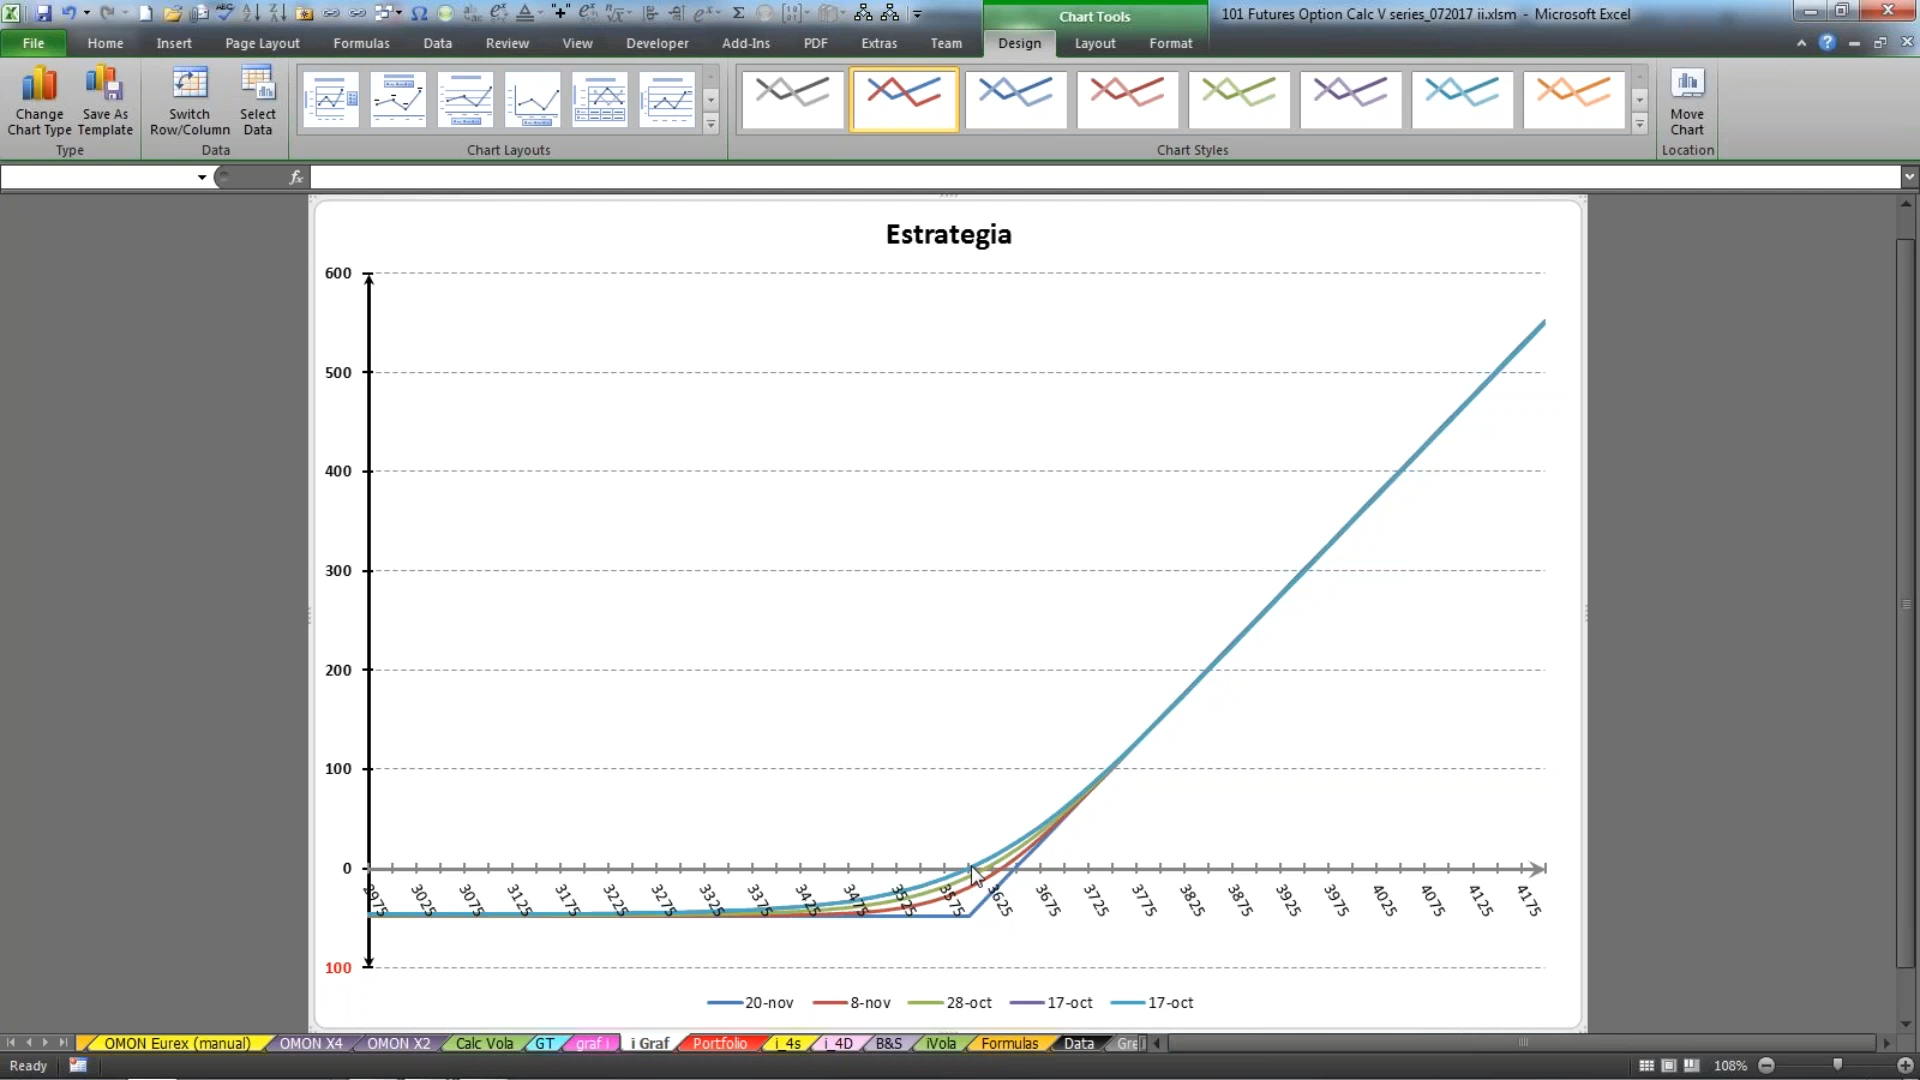 Chart Tools
101 Futures Option Calc V series_072017 ii.xlsm - Microsoft Excel
File Home Insert Page Layout Formulas Data Review View Developer Add-Ins PDF Extras Team Design Layout Format
Change Chart Type
Save As Template
Switch Row/Column
Select Data
Move Chart
Type Data Chart Layouts Chart Styles Location
fx
Estrategia
600
500
400
300
200
100
0
100
2975 3025 3075 3125 3175 3225 3275 3325 3375 3425 3475 3525 3575 3625 3675 3725 3775 3825 3875 3925 3975 4025 4075 4125 4175
20-nov 8-nov 28-oct 17-oct 17-oct
OMON Eurex (manual) OMON X4 OMON X2 Calc Vola GT graf i i Graf Portfolio i_4s i_4D B&S iVola Formulas Data Gre
Ready 108%